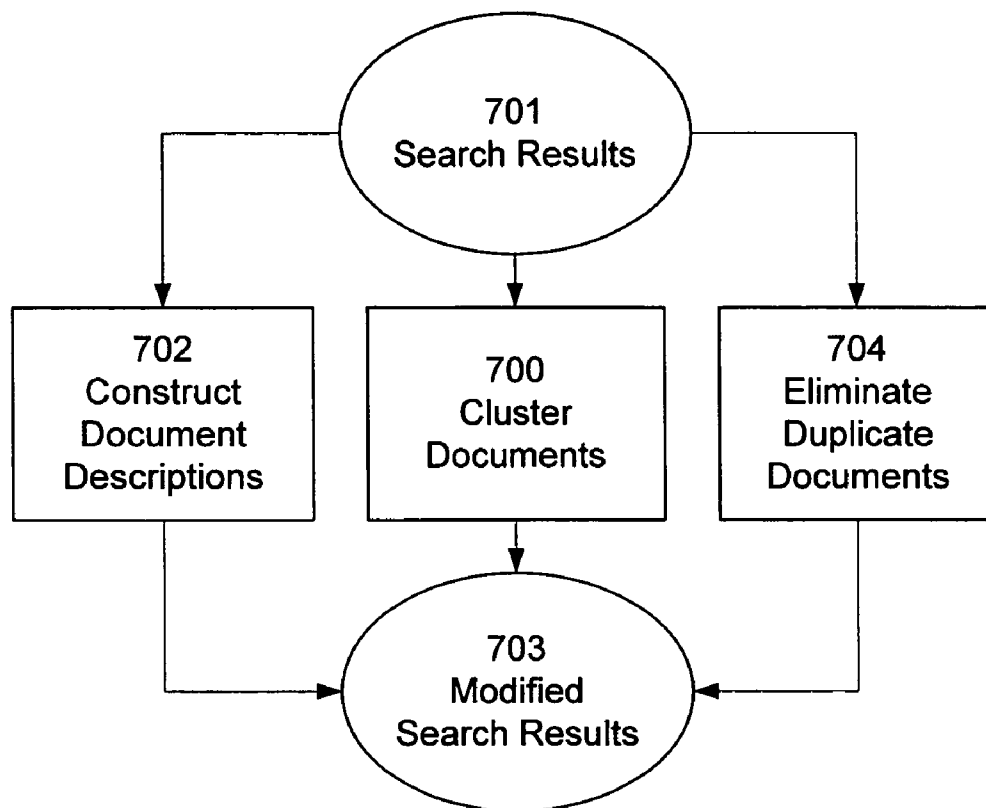 701
Search Results
702
Construct
Document
Descriptions
700
Cluster
Documents
704
Eliminate
Duplicate
Documents
703
Modified
Search Results